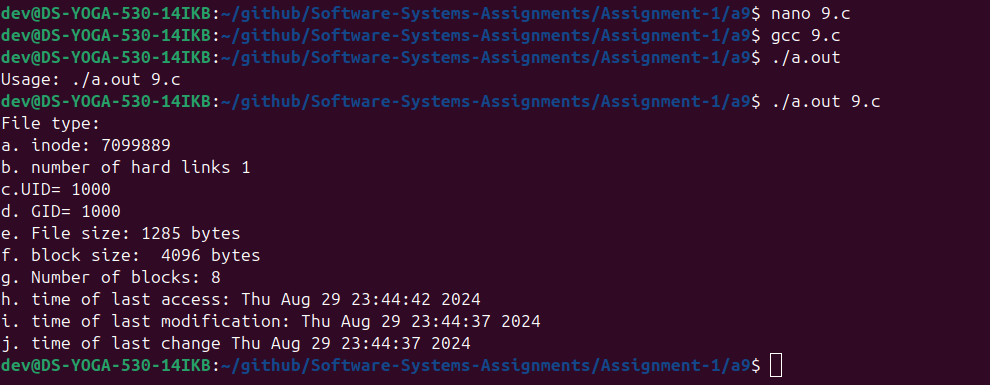 dev@DS-YOGA-530-14IKB:~/github/Software-Systems-Assignments/Assignment-1/a9$ nano 9.c
dev@DS-YOGA-530-14IKB:~/github/Software-Systems-Assignments/Assignment-1/a9$ gcc 9.c
dev@DS-YOGA-530-14IKB:~/github/Software-Systems-Assignments/Assignment-1/a9$ ./a.out
Usage: ./a.out 9.c
dev@DS-YOGA-530-14IKB:~/github/Software-Systems-Assignments/Assignment-1/a9$ ./a.out 9.c
File type:
a. inode: 7099889
b. number of hard links 1
c.UID= 1000
d. GID= 1000
e. File size: 1285 bytes
f. block size:  4096 bytes
g. Number of blocks: 8
h. time of last access: Thu Aug 29 23:44:42 2024
i. time of last modification: Thu Aug 29 23:44:37 2024
j. time of last change Thu Aug 29 23:44:37 2024
dev@DS-YOGA-530-14IKB:~/github/Software-Systems-Assignments/Assignment-1/a9$